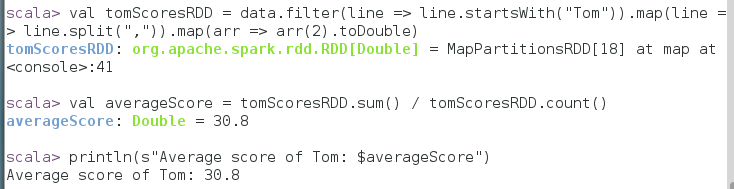 scala> val tomScoresRDD = data.filter(line => line.startsWith("Tom")).map(line =
> line.split(",")).map(arr => arr(2).toDouble)
tomScoresRDD: org.apache.spark.rdd.RDD[Double] = MapPartitionsRDD[18] at map at
<console>:41
scala> val averageScore = tomScoresRDD.sum() / tomScoresRDD.count()
averageScore: Double = 30.8
scala> println(s"Average score of Tom: $averageScore")
Average score of Tom: 30.8